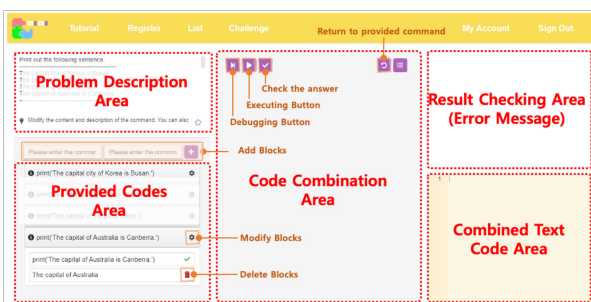 Tutorial Register List Challenge Return to provided command My Account Sign Out
Print out the following sentence
Problem Description
Area
Modify the content and description of the command. You can also
Check the answer
Executing Button
Debugging Button
Result Checking Area
(Error Message)
Please enter the commar Please enter the comm Add Blocks
print('The capital city of Korea is Busan.')
Provided Codes
Area
Code Combination
Area
1
print('The capital of Australia is Canberra.') Modify Blocks
Combined Text
Code Area
print('The capital of Australia is Canberra.')
The capital of Australia Delete Blocks